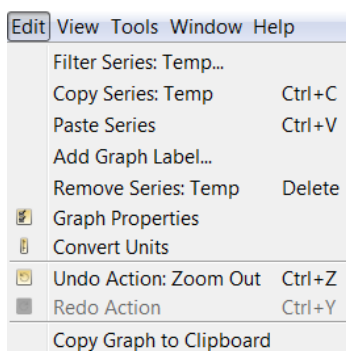 Edit View Tools Window Help
Filter Series: Temp...
Copy Series: Temp Ctrl+C
Paste Series Ctrl+V
Add Graph Label...
Remove Series: Temp Delete
Graph Properties
Convert Units
Undo Action: Zoom Out Ctrl+Z
Redo Action Ctrl+Y
Copy Graph to Clipboard